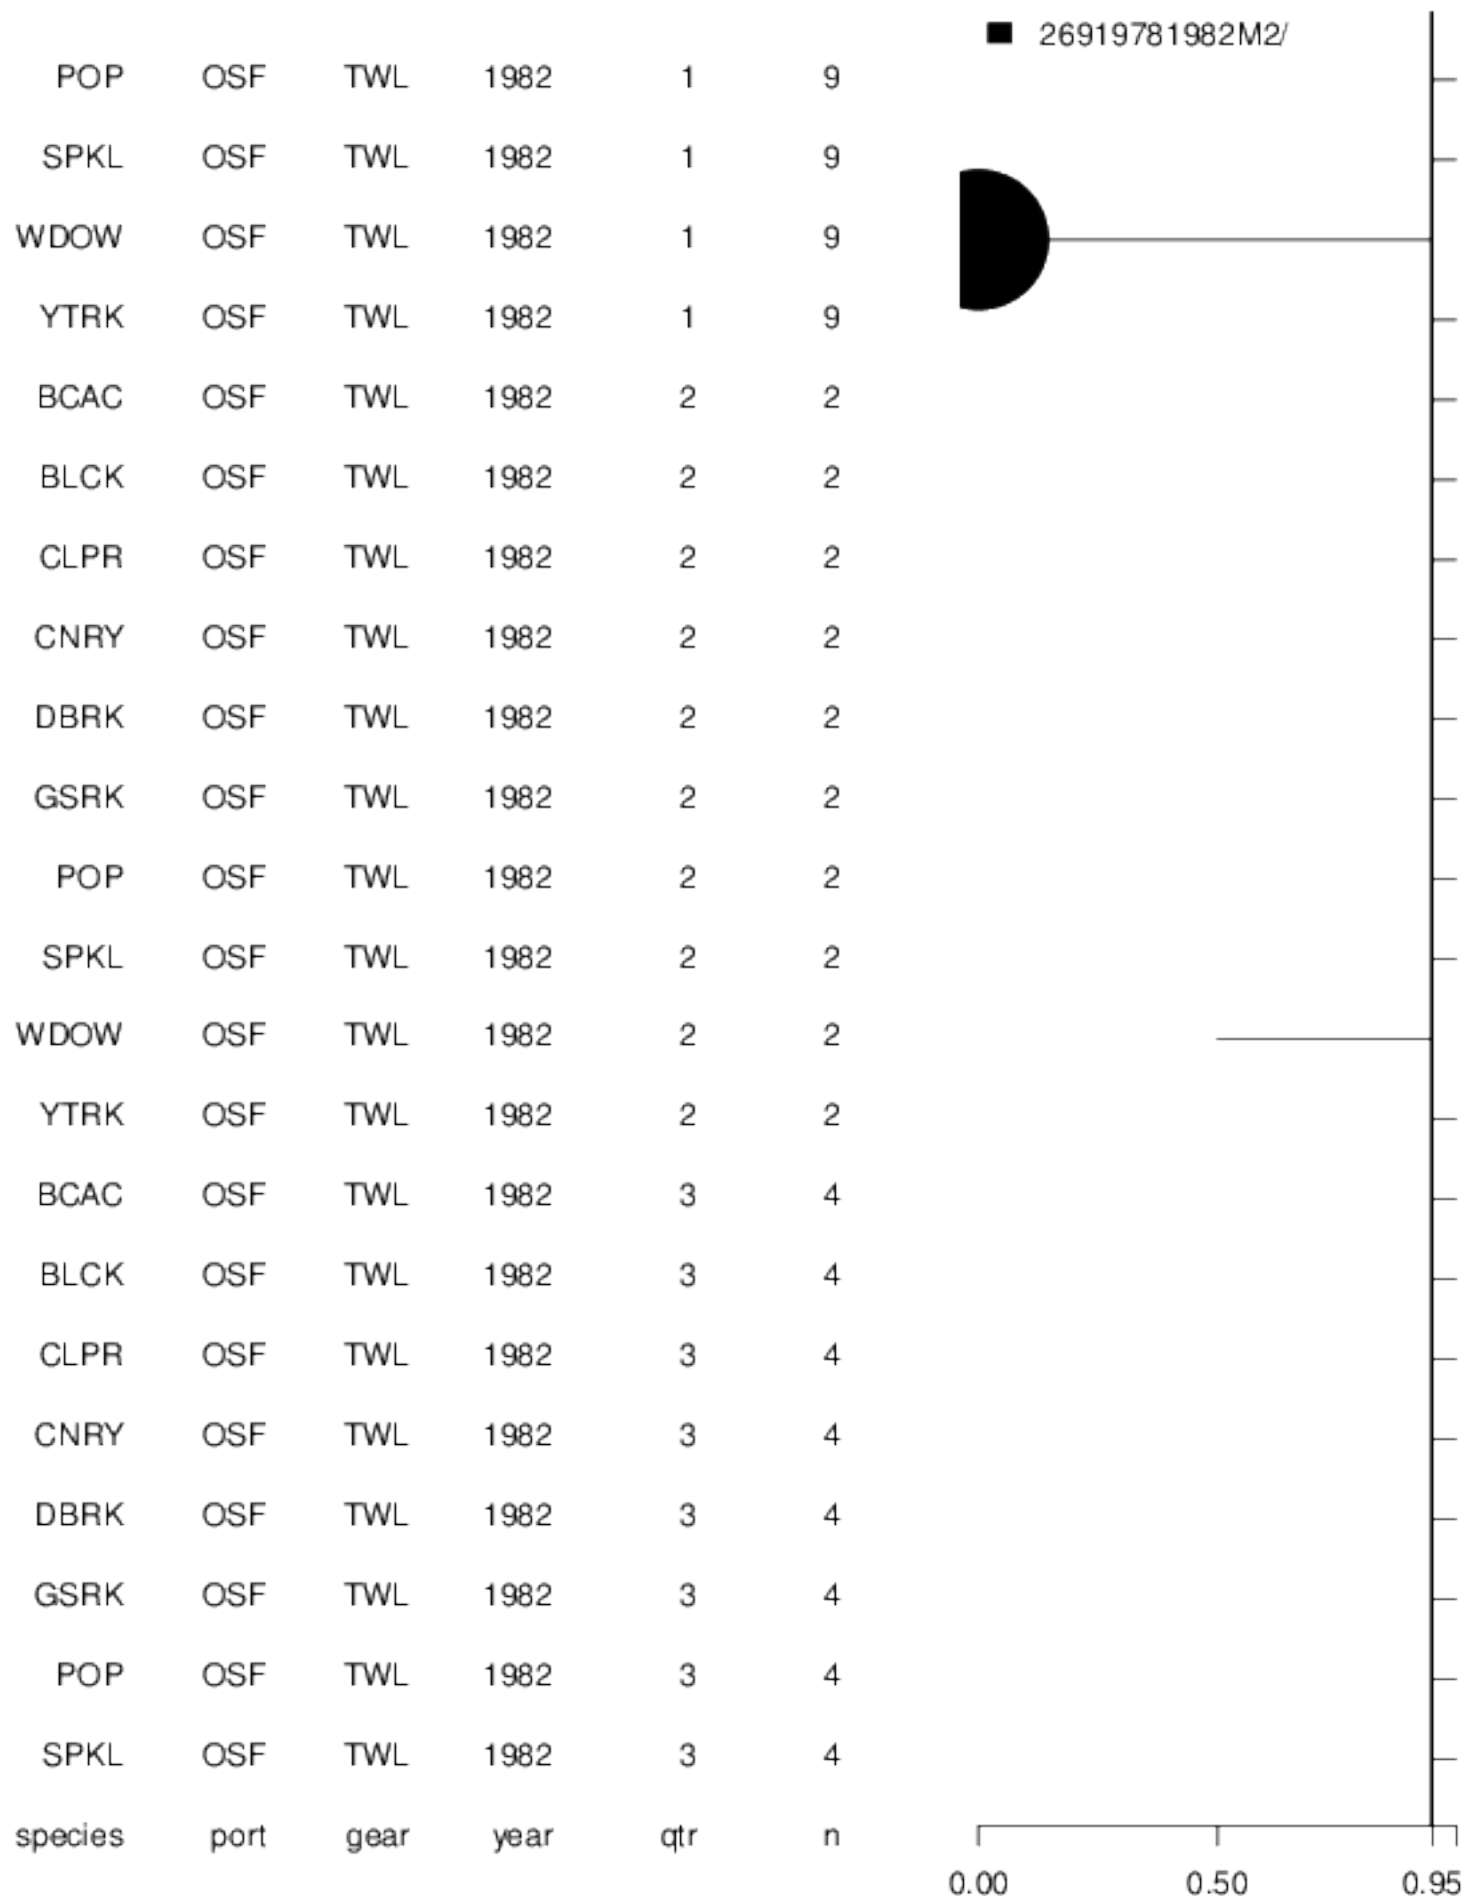 26919781982M2/
POP OSF TWL 1982 1 9
SPKL OSF TWL 1982 1 9
WDOW OSF TWL 1982 1 9
YTRK OSF TWL 1982 1 9
BCAC OSF TWL 1982 2 2
BLCK OSF TWL 1982 2 2
CLPR OSF TWL 1982 2 2
CNRY OSF TWL 1982 2 2
DBRK OSF TWL 1982 2 2
GSRK OSF TWL 1982 2 2
POP OSF TWL 1982 2 2
SPKL OSF TWL 1982 2 2
WDOW OSF TWL 1982 2 2
YTRK OSF TWL 1982 2 2
BCAC OSF TWL 1982 3 4
BLCK OSF TWL 1982 3 4
CLPR OSF TWL 1982 3 4
CNRY OSF TWL 1982 3 4
DBRK OSF TWL 1982 3 4
GSRK OSF TWL 1982 3 4
POP OSF TWL 1982 3 4
SPKL OSF TWL 1982 3 4
species port gear year qtr n
0.00 0.50 0.95